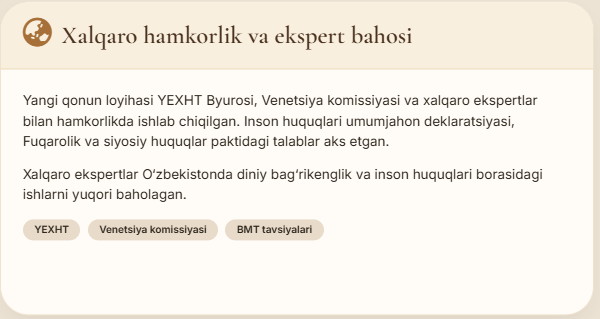 Xalqaro hamkorlik va ekspert bahosi
Yangi qonun loyihasi YEXHT Byurosi, Venetsiya komissiyasi va xalqaro ekspertlar
bilan hamkorlikda ishlab chiqilgan. Inson huquqlari umumjahon deklaratsiyasi,
Fuqarolik va siyosiy huquqlar paktidagi talablar aks etgan.
Xalqaro ekspertlar O‘zbekistonda diniy bag‘rikenglik va inson huquqlari borasidagi
ishlarni yuqori baholagan.
YEXHT Venetsiya komissiyasi BMT tavsiyalari